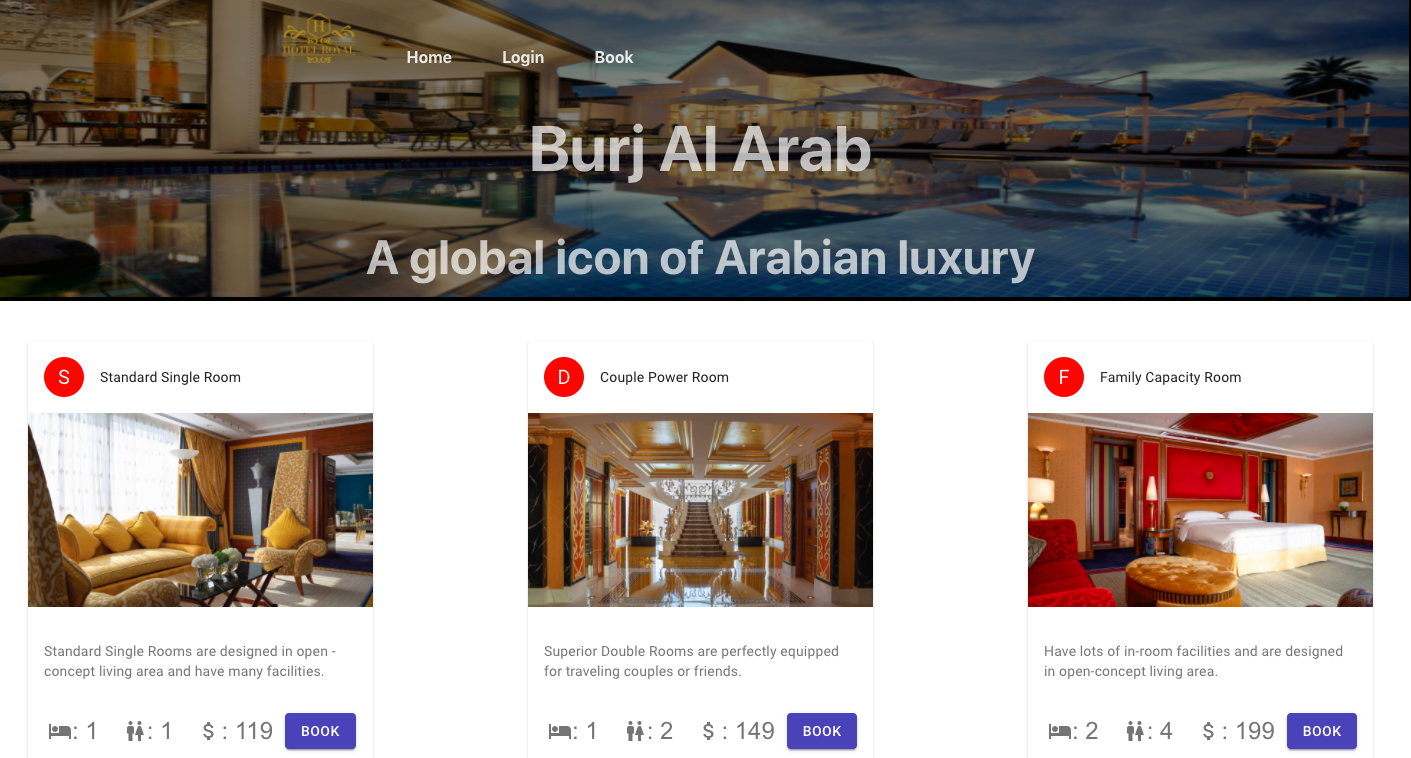 HOTEL ROYAL
Home Login Book
Burj Al Arab
A global icon of Arabian luxury
S Standard Single Room
Standard Single Rooms are designed in open -
concept living area and have many facilities.
: 1 : 1 $ : 119 BOOK
D Couple Power Room
Superior Double Rooms are perfectly equipped
for traveling couples or friends.
: 1 : 2 $ : 149 BOOK
F Family Capacity Room
Have lots of in-room facilities and are designed
in open-concept living area.
: 2 : 4 $ : 199 BOOK